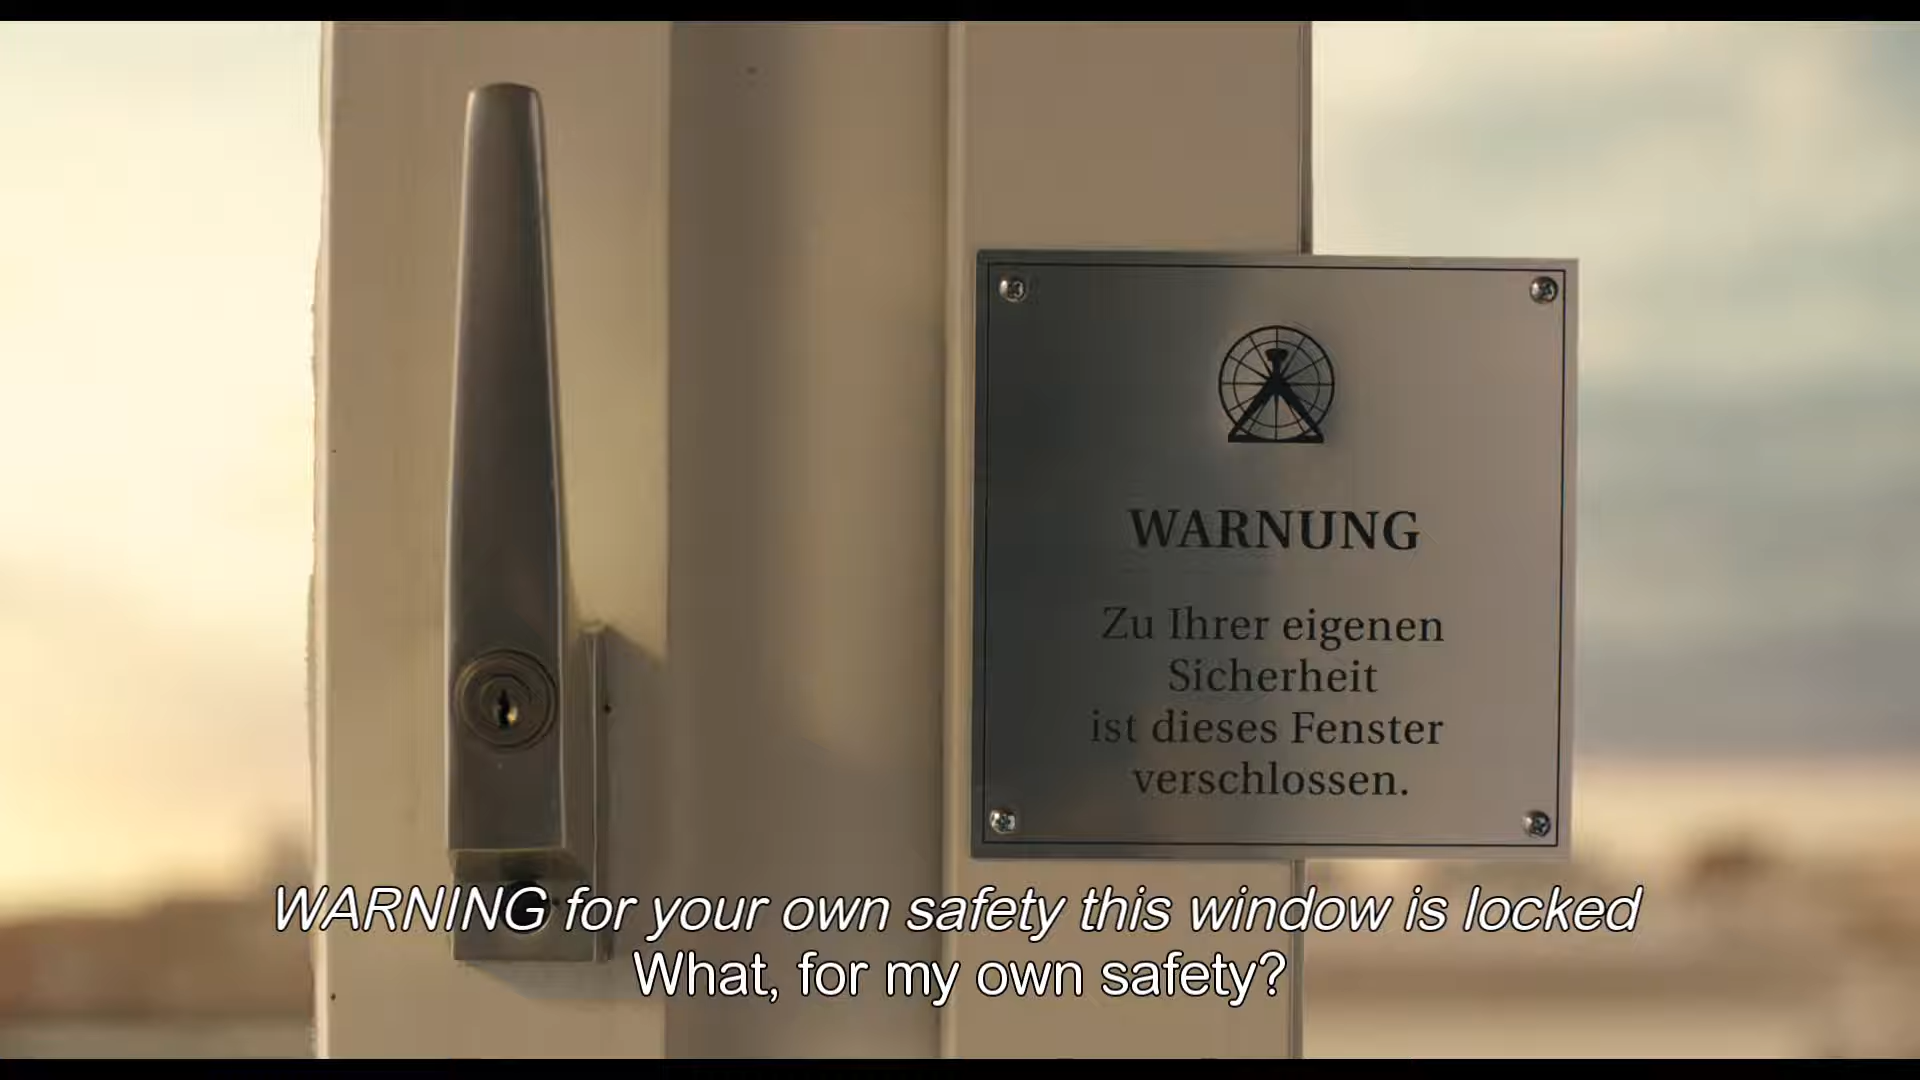 WARNUNG
Zu Ihrer eigenen
Sicherheit
ist dieses Fenster
verschlossen.
WARNING for your own safety this window is locked
What, for my own safety?